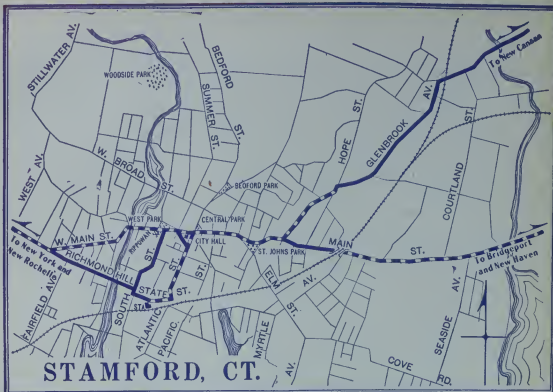 STILLWATER AV.
WOODSIDE PARK
BEDFORD
ST.
SUMMER ST.
To New Canaan
AV.
HOPE ST.
GLENBROOK
COURTLAND ST.
WEST AV.
W. BROAD ST.
BEDFORD PARK
WEST PARK
CENTRAL PARK
W. MAIN ST.
RIPPOWAM
CITY HALL
ST. JOHNS PARK
MAIN ST.
To New York and
New Rochelle
RICHMOND HILL
To Bridgeport
and New Haven
STATE ST.
STA.
ST.
FAIRFIELD AV.
SOUTH
ATLANTIC
PACIFIC
ELM ST.
AV.
MYRTLE AV.
SEASIDE AV.
COVE RD.
STAMFORD, CT.